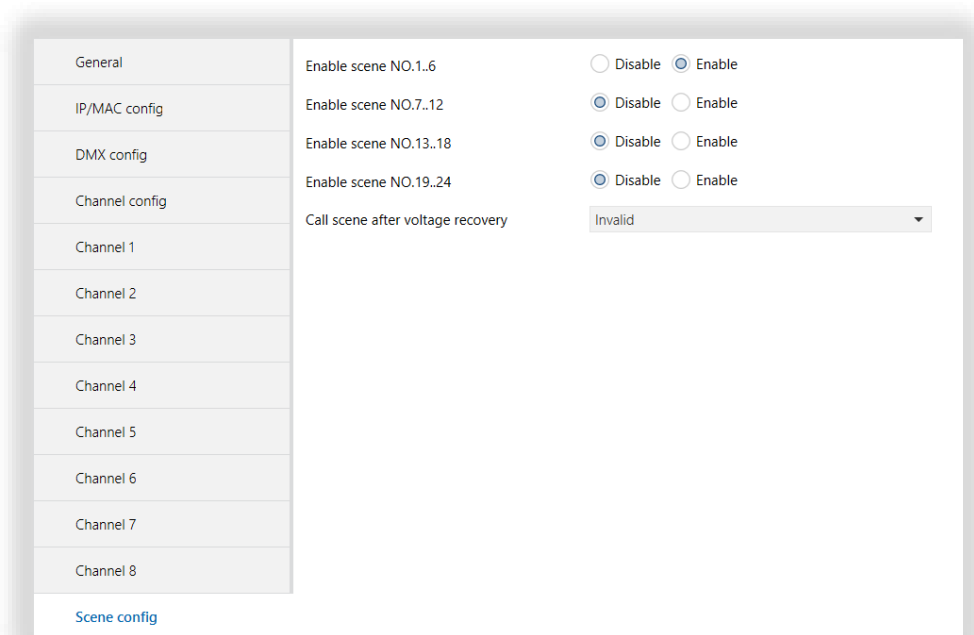 General
IP/MAC config
DMX config
Channel config
Channel 1
Channel 2
Channel 3
Channel 4
Channel 5
Channel 6
Channel 7
Channel 8
Scene config
Enable scene NO.1..6 Disable Enable
Enable scene NO.7..12 Disable Enable
Enable scene NO.13..18 Disable Enable
Enable scene NO.19..24 Disable Enable
Call scene after voltage recovery Invalid